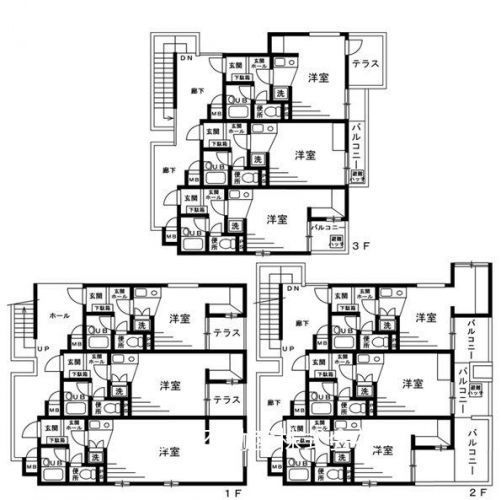 DN
玄関 玄関ホール 洋室 テラス
下駄箱
廊下
UB 便所 洗
MB
玄関 玄関ホール 洋室 バルコニー
下駄箱
UB 便所 洗 避難ハッチ
廊下
MB
玄関 玄関ホール 洋室
下駄箱
バルコニー
UB 便所 避難ハッチ
MB
3F
ホール 玄関 玄関ホール 洋室
下駄箱
テラス
UB 便所 洗
UP MB
玄関 玄関ホール 洋室
下駄箱
テラス
UB 便所 洗
MB
玄関 玄関ホール 洋室
下駄箱
UB 便所
MB
1F
DN
玄関 玄関ホール 洋室
下駄箱
廊下 バルコニー
UB 便所 洗
UP MB
玄関 玄関ホール 洋室 バルコニー
下駄箱
UB 便所 洗
廊下 MB
玄関 玄関ホール 洋室 バルコニー
下駄箱
UB 便所
MB
2F